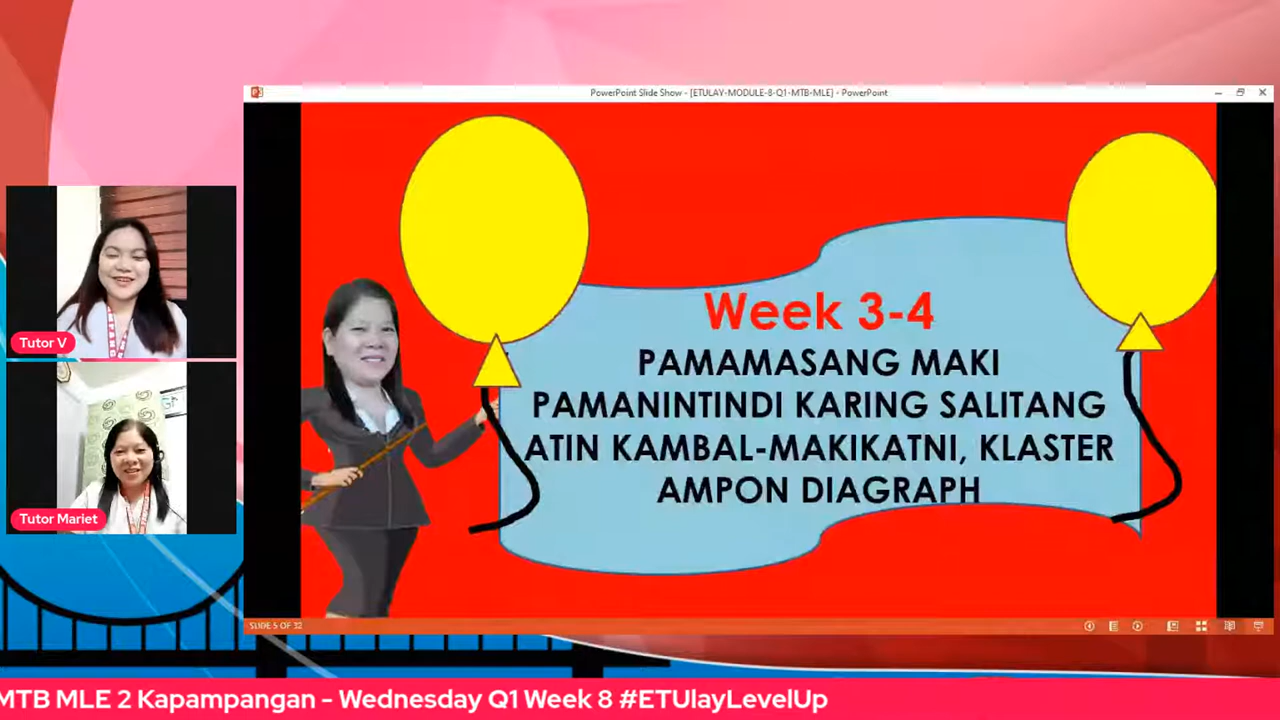 PowerPoint Slide Show - [ETULAY-MODULE-8-Q1-MTB-MLE] - PowerPoint
Week 3-4
PAMAMASANG MAKI
PAMANINTINDI KARING SALITANG
ATIN KAMBAL-MAKIKATNI, KLASTER
AMPON DIAGRAPH
Tutor V
Tutor Mariet
SLIDE 5 OF 32
MTB MLE 2 Kapampangan - Wednesday Q1 Week 8 #ETUlayLevelUp